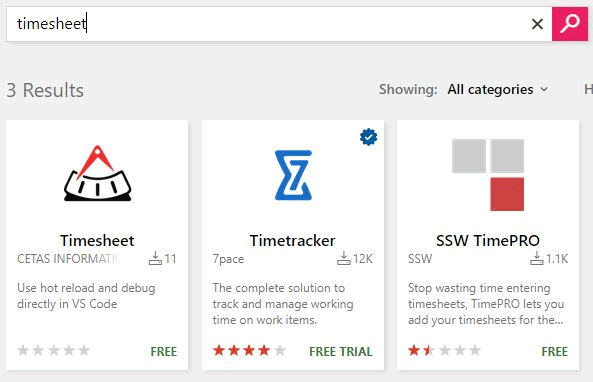 timesheet
3 Results
Showing: All categories
H
Timesheet
CETAS INFORMATIC 11
Use hot reload and debug
directly in VS Code
FREE
Timetracker
7pace 12K
The complete solution to
track and manage working
time on work items.
FREE TRIAL
SSW TimePRO
SSW 1.1K
Stop wasting time entering
timesheets, TimePRO lets you
add your timesheets for the...
FREE